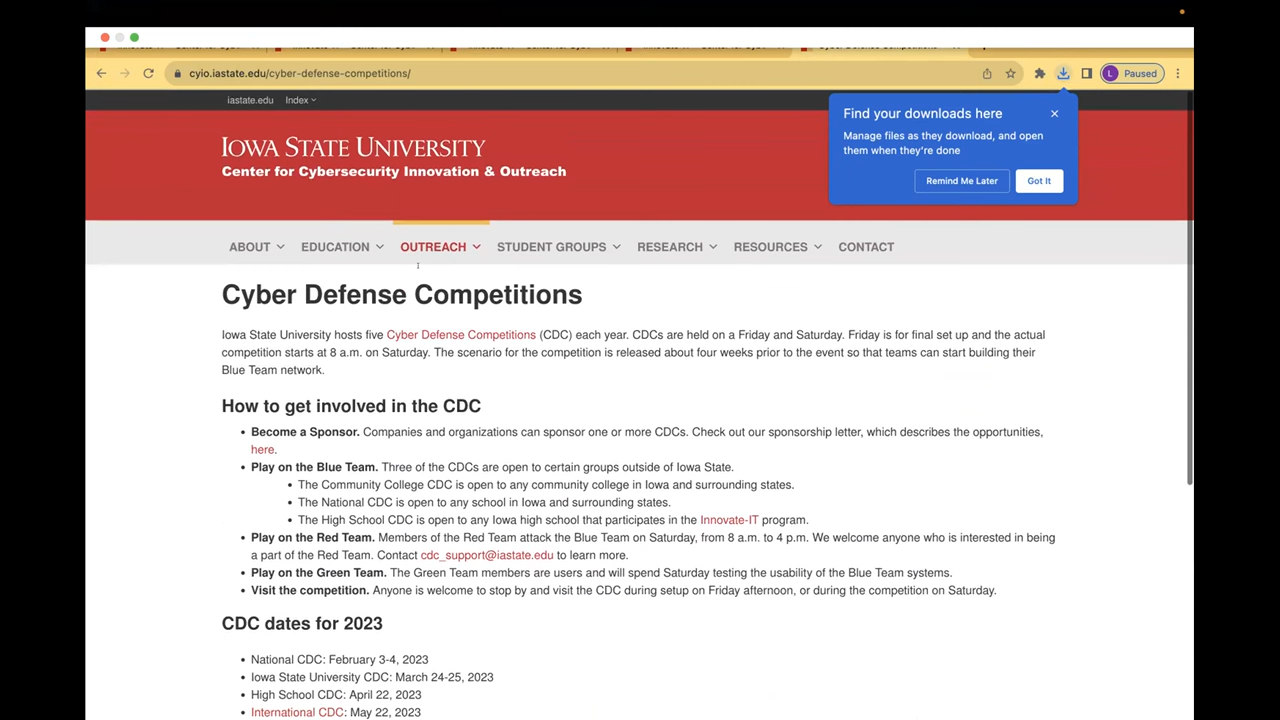 cyio.iastate.edu/cyber-defense-competitions/
L Paused
iastate.edu Index
Find your downloads here
Manage files as they download, and open
them when they're done
Remind Me Later Got It
IOWA STATE UNIVERSITY
Center for Cybersecurity Innovation & Outreach
ABOUT EDUCATION OUTREACH STUDENT GROUPS RESEARCH RESOURCES CONTACT
Cyber Defense Competitions
Iowa State University hosts five Cyber Defense Competitions (CDC) each year. CDCs are held on a Friday and Saturday. Friday is for final set up and the actual
competition starts at 8 a.m. on Saturday. The scenario for the competition is released about four weeks prior to the event so that teams can start building their
Blue Team network.
How to get involved in the CDC
• Become a Sponsor. Companies and organizations can sponsor one or more CDCs. Check out our sponsorship letter, which describes the opportunities,
here.
• Play on the Blue Team. Three of the CDCs are open to certain groups outside of Iowa State.
• The Community College CDC is open to any community college in Iowa and surrounding states.
• The National CDC is open to any school in Iowa and surrounding states.
• The High School CDC is open to any Iowa high school that participates in the Innovate-IT program.
• Play on the Red Team. Members of the Red Team attack the Blue Team on Saturday, from 8 a.m. to 4 p.m. We welcome anyone who is interested in being
a part of the Red Team. Contact cdc_support@iastate.edu to learn more.
• Play on the Green Team. The Green Team members are users and will spend Saturday testing the usability of the Blue Team systems.
• Visit the competition. Anyone is welcome to stop by and visit the CDC during setup on Friday afternoon, or during the competition on Saturday.
CDC dates for 2023
• National CDC: February 3-4, 2023
• Iowa State University CDC: March 24-25, 2023
• High School CDC: April 22, 2023
• International CDC: May 22, 2023